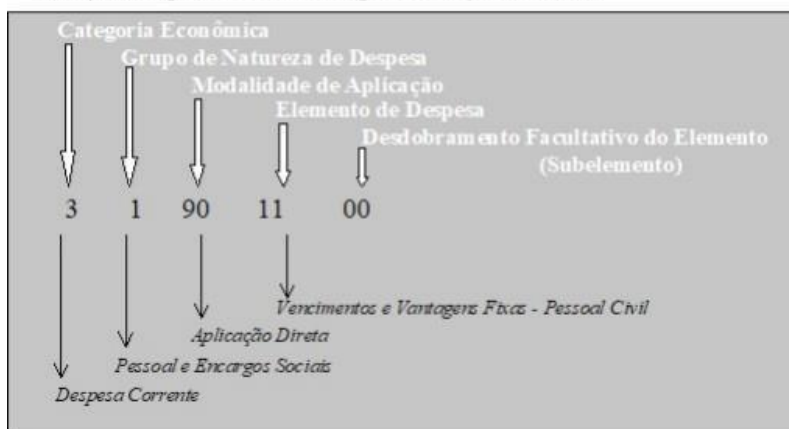 Categoria Econômica
Grupo de Natureza de Despesa
Modalidade de Aplicação
Elemento de Despesa
Desdobramento Facultativo do Elemento
(Subelemento)
3 1 90 11 00
Vencimentos e Vantagens Fixas - Pessoal Civil
Aplicação Direta
Pessoal e Encargos Sociais
Despesa Corrente